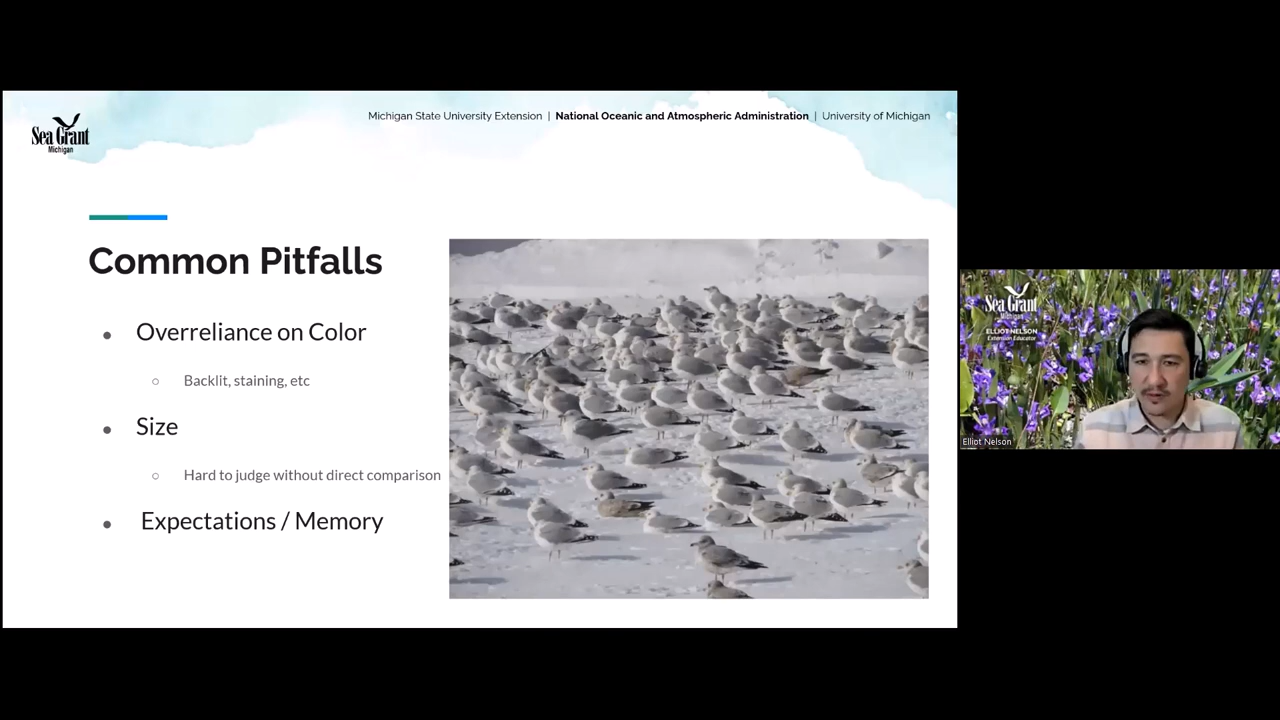 Sea Grant
Michigan
Michigan State University Extension | National Oceanic and Atmospheric Administration | University of Michigan
Common Pitfalls
● Overreliance on Color
○ Backlit, staining, etc
● Size
○ Hard to judge without direct comparison
● Expectations / Memory
Sea Grant
Michigan
ELLIOT NELSON
Extension Educator
Elliot Nelson